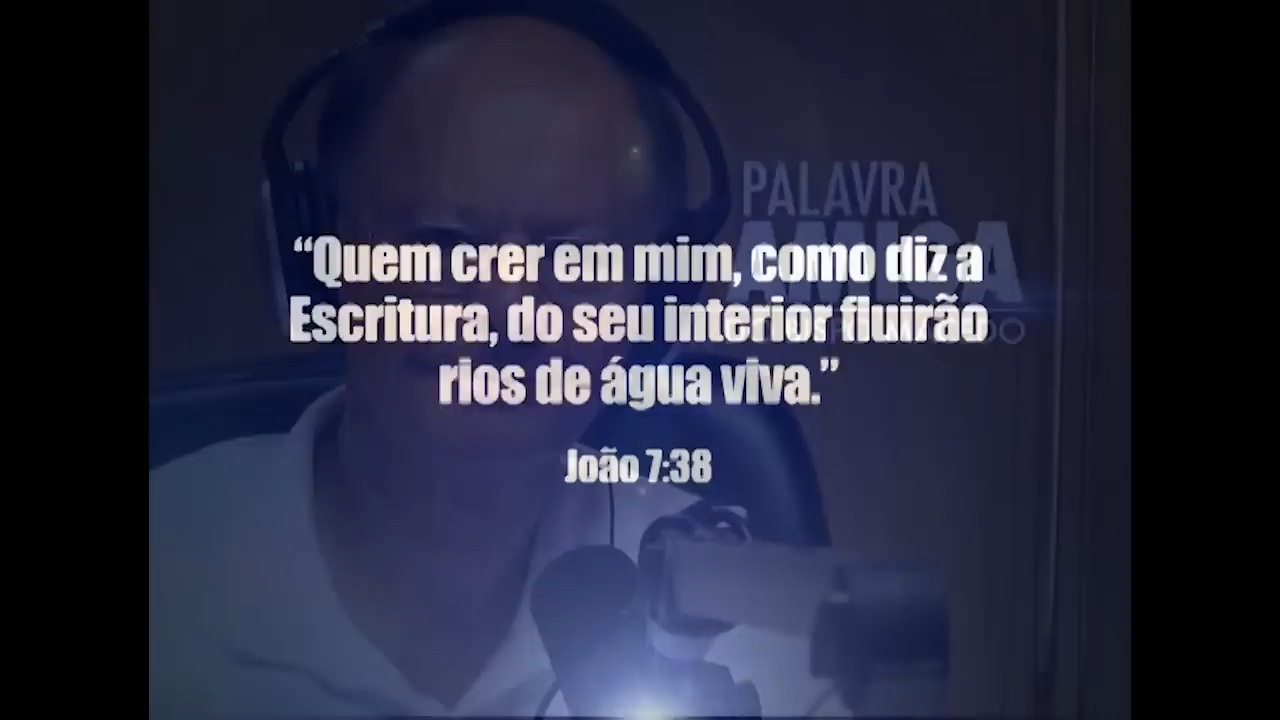 PALAVRA
AMIGA
“Quem crer em mim, como diz a
Escritura, do seu interior fluirão
rios de água viva.”
João 7:38